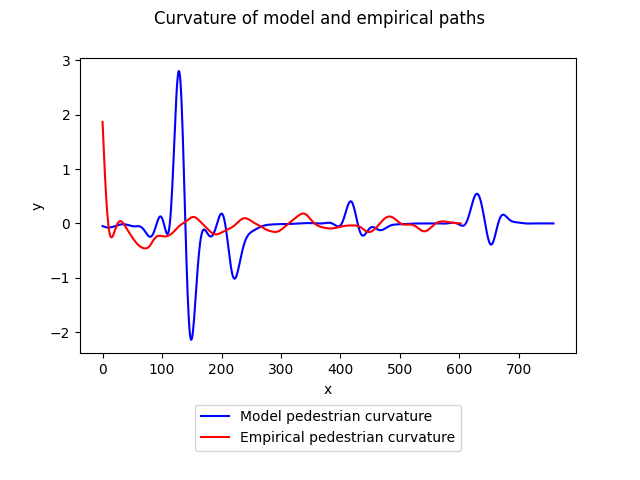 Curvature of model and empirical paths
3
2
1
0
−1
−2
y
0 100 200 300 400 500 600 700
x
Model pedestrian curvature
Empirical pedestrian curvature